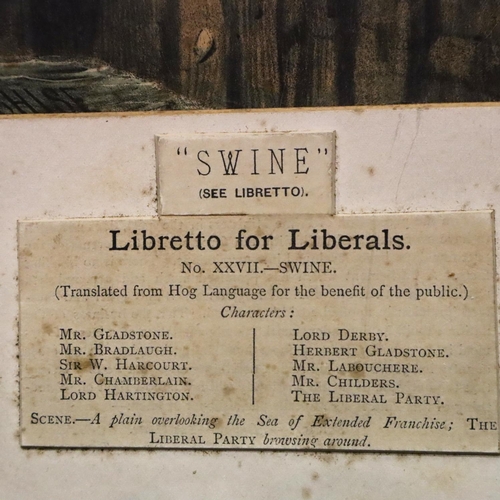 "SWINE"
(SEE LIBRETTO).
Libretto for Liberals.
No. XXVII.—SWINE.
(Translated from Hog Language for the benefit of the public.)
Characters:
MR. GLADSTONE.
MR. BRADLAUGH.
SIR W. HARCOURT.
MR. CHAMBERLAIN.
LORD HARTINGTON.
LORD DERBY.
HERBERT GLADSTONE.
MR. LABOUCHERE.
MR. CHILDERS.
THE LIBERAL PARTY.
SCENE.—A plain overlooking the Sea of Extended Franchise; THE
LIBERAL PARTY browsing around.